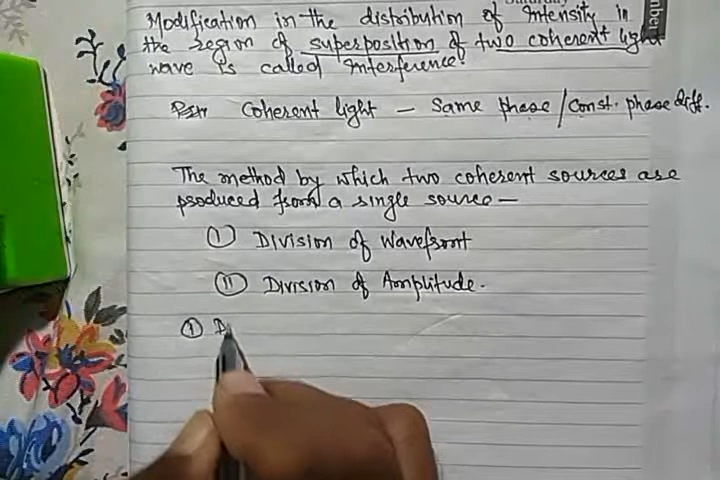 Modification in the distribution of Intensity in
the region of superposition of two coherent light
wave is called Interference.
Coherent light – Same phase / Const. phase diff.
The method by which two coherent sources are
produced from a single source –
(I) Division of Wavefront
(II) Division of Amplitude.
(I) D